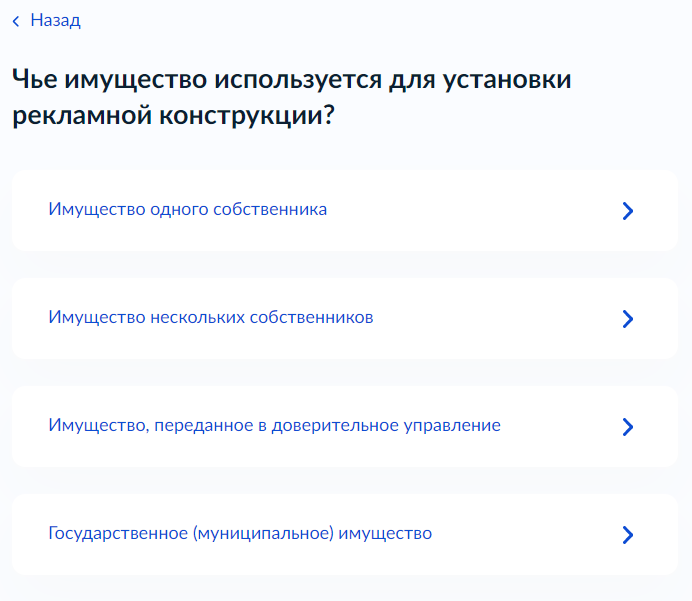 Назад
Чье имущество используется для установки
рекламной конструкции?
Имущество одного собственника
Имущество нескольких собственников
Имущество, переданное в доверительное управление
Государственное (муниципальное) имущество